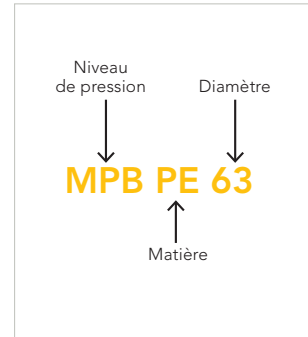 Niveau
de pression
Diamètre
MPB PE 63
Matière